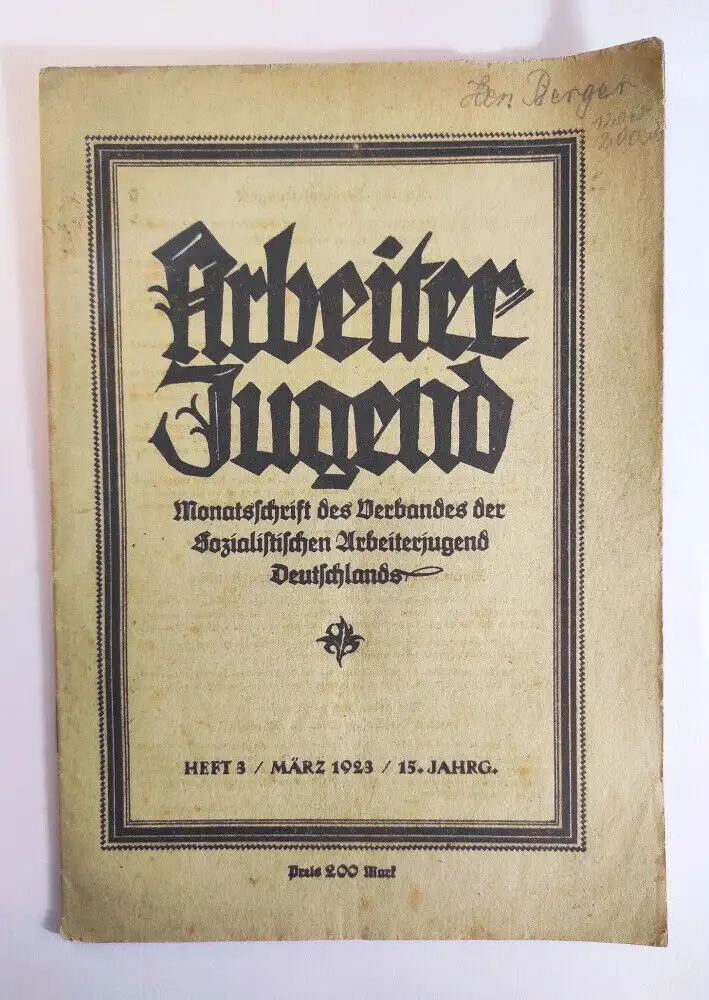 Berger
Arbeiter
Jugend
Monatsschrift des Verbandes der
Sozialistischen Arbeiterjugend
Deutschlands
HEFT 3 / MÄRZ 1923 / 15. JAHRG.
Preis 200 Mark